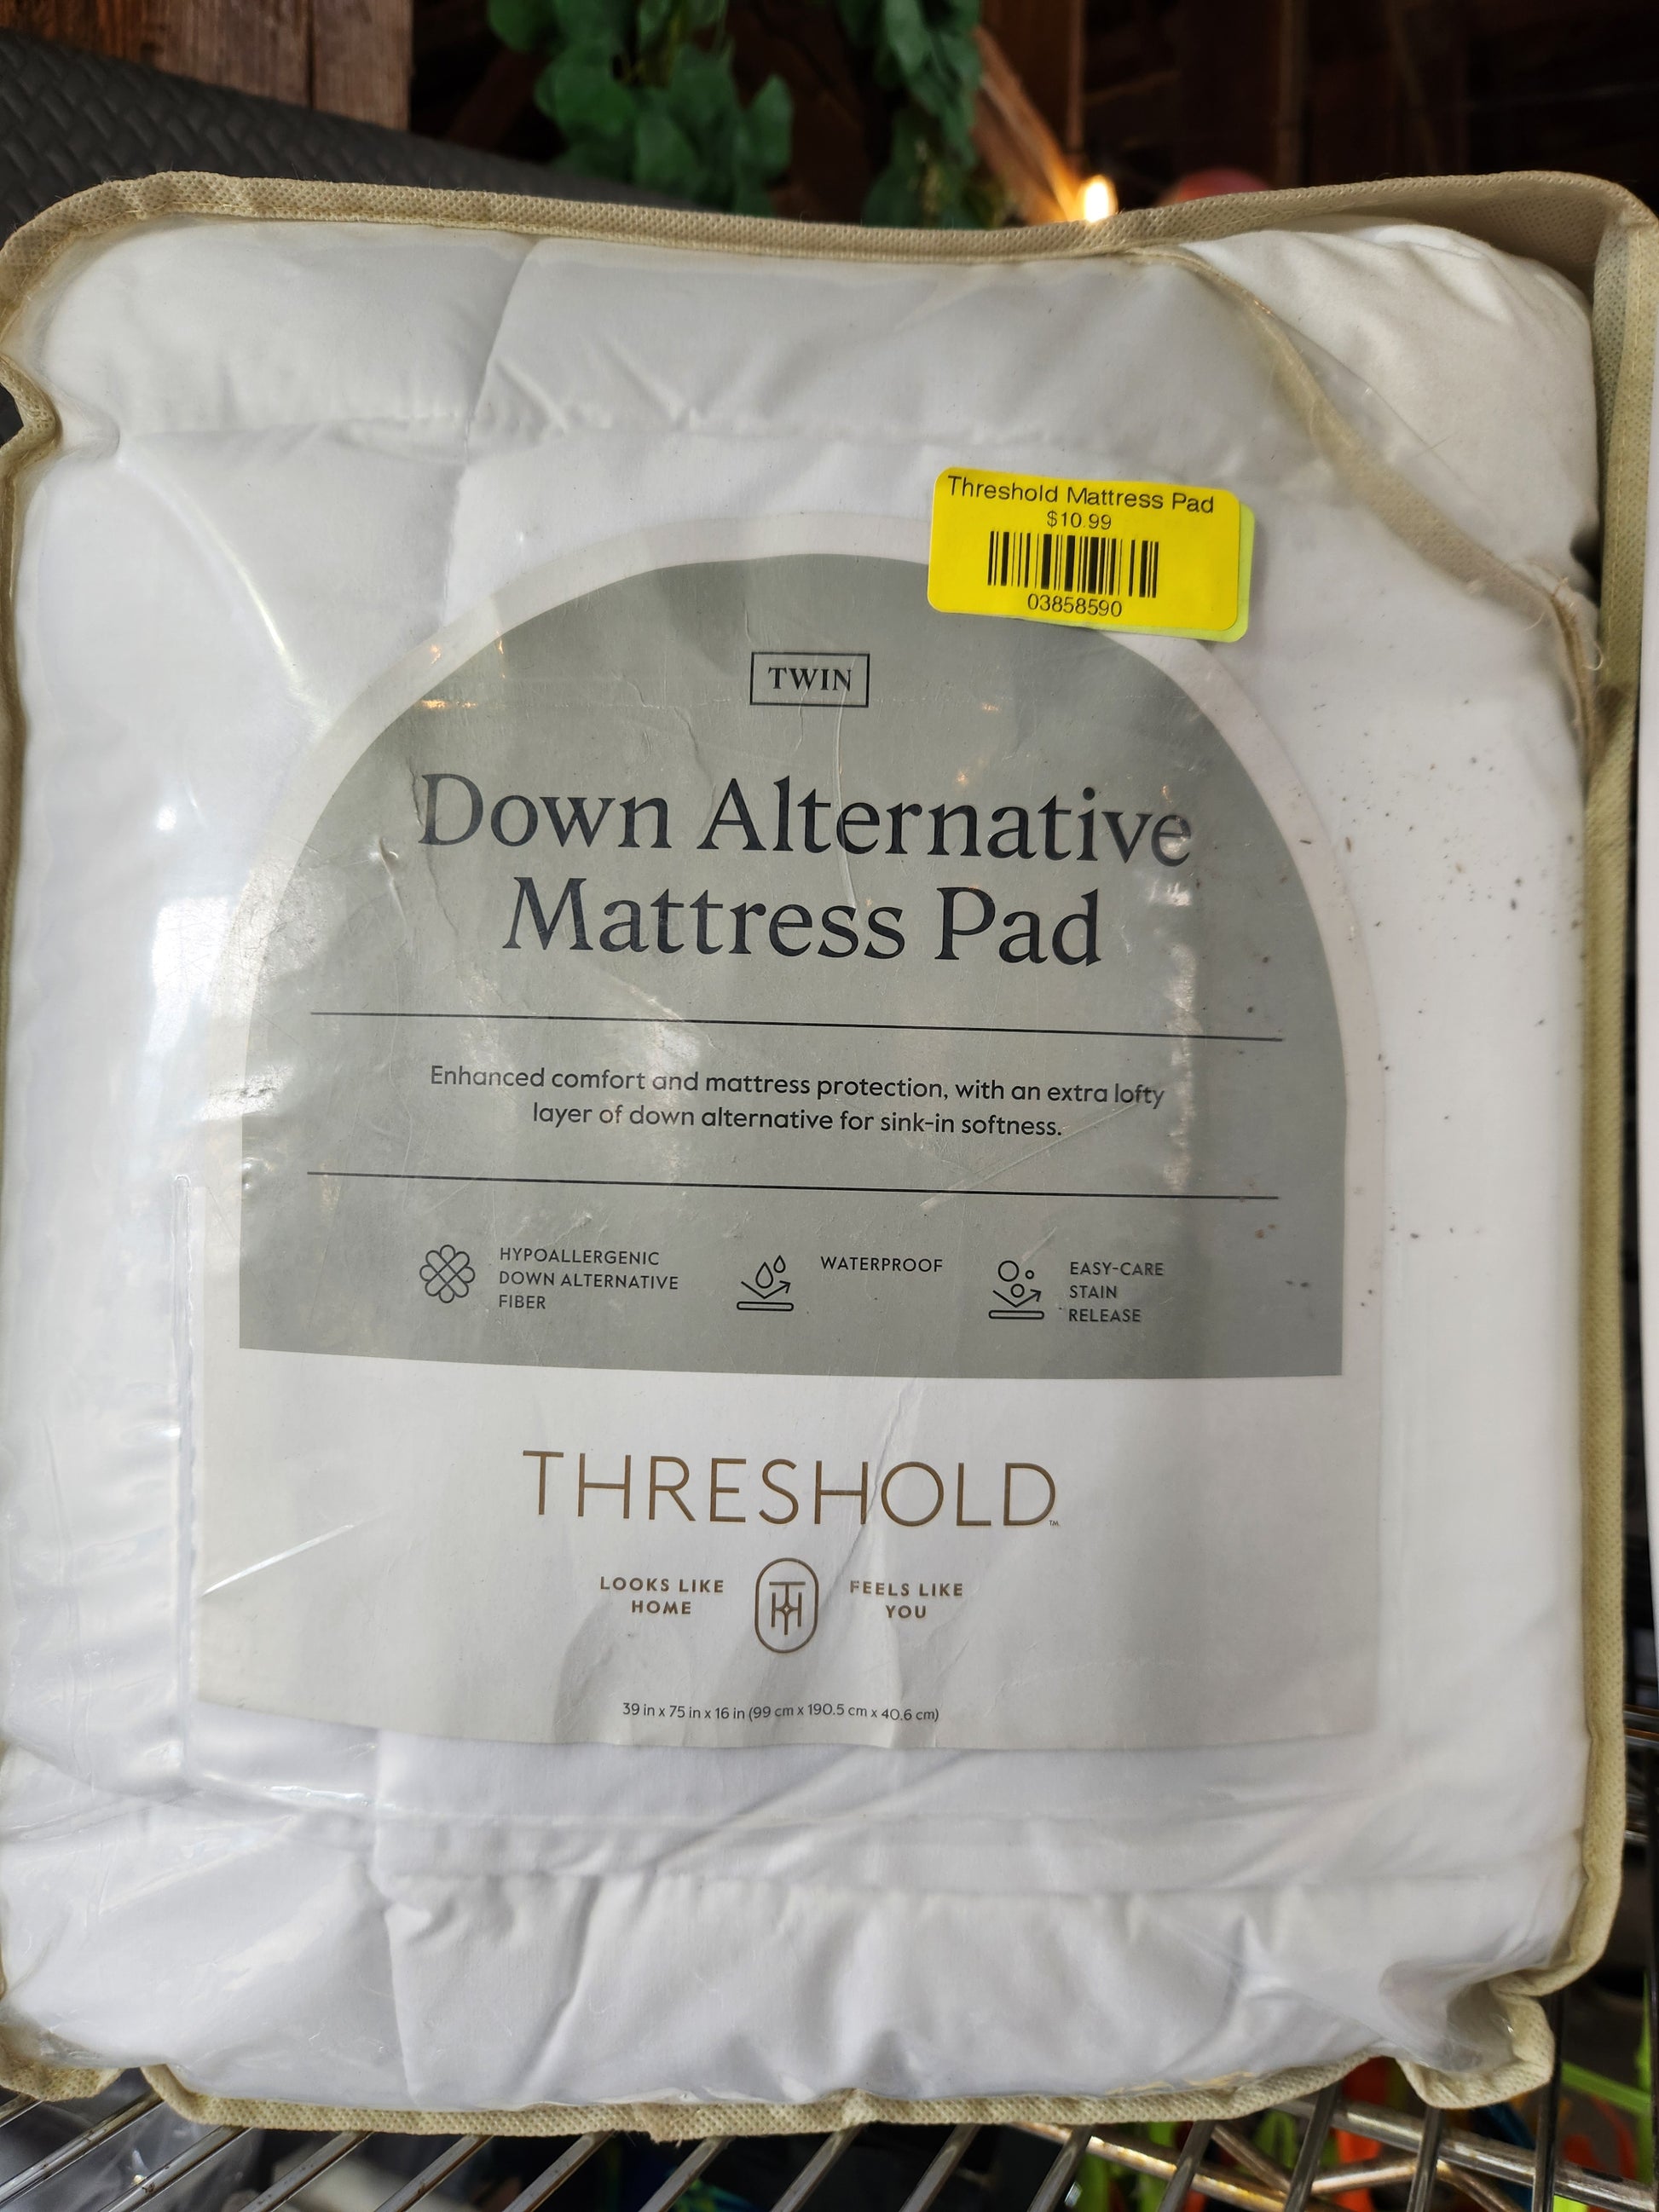 Threshold Mattress Pad
$10.99
03858590
TWIN
Down Alternative
Mattress Pad
Enhanced comfort and mattress protection, with an extra lofty
layer of down alternative for sink-in softness.
HYPOALLERGENIC
DOWN ALTERNATIVE
FIBER
WATERPROOF
EASY-CARE
STAIN
RELEASE
THRESHOLD™
LOOKS LIKE
HOME
FEELS LIKE
YOU
39 in x 75 in x 16 in (99 cm x 190.5 cm x 40.6 cm)